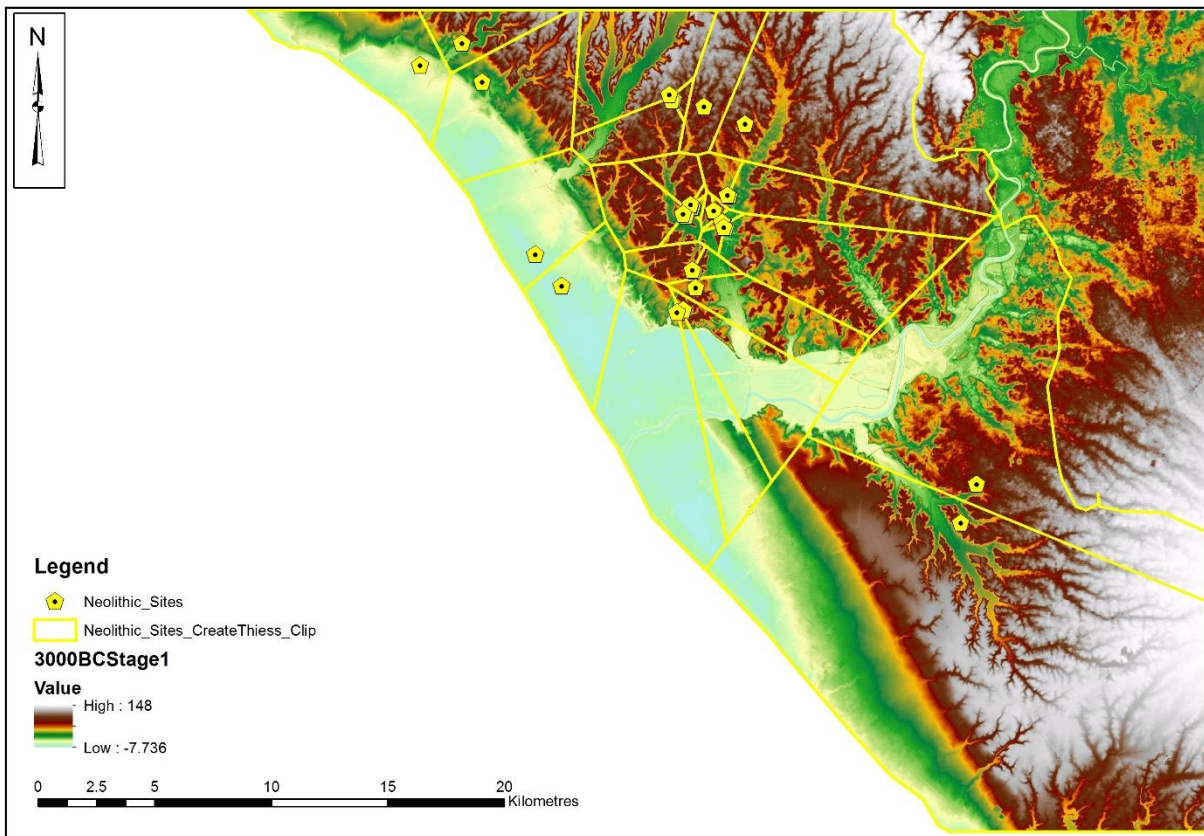 N
Legend
Neolithic_Sites
Neolithic_Sites_CreateThiess_Clip
3000BCStage1
Value
High : 148
Low : -7.736
0 2.5 5 10 15 20
Kilometres